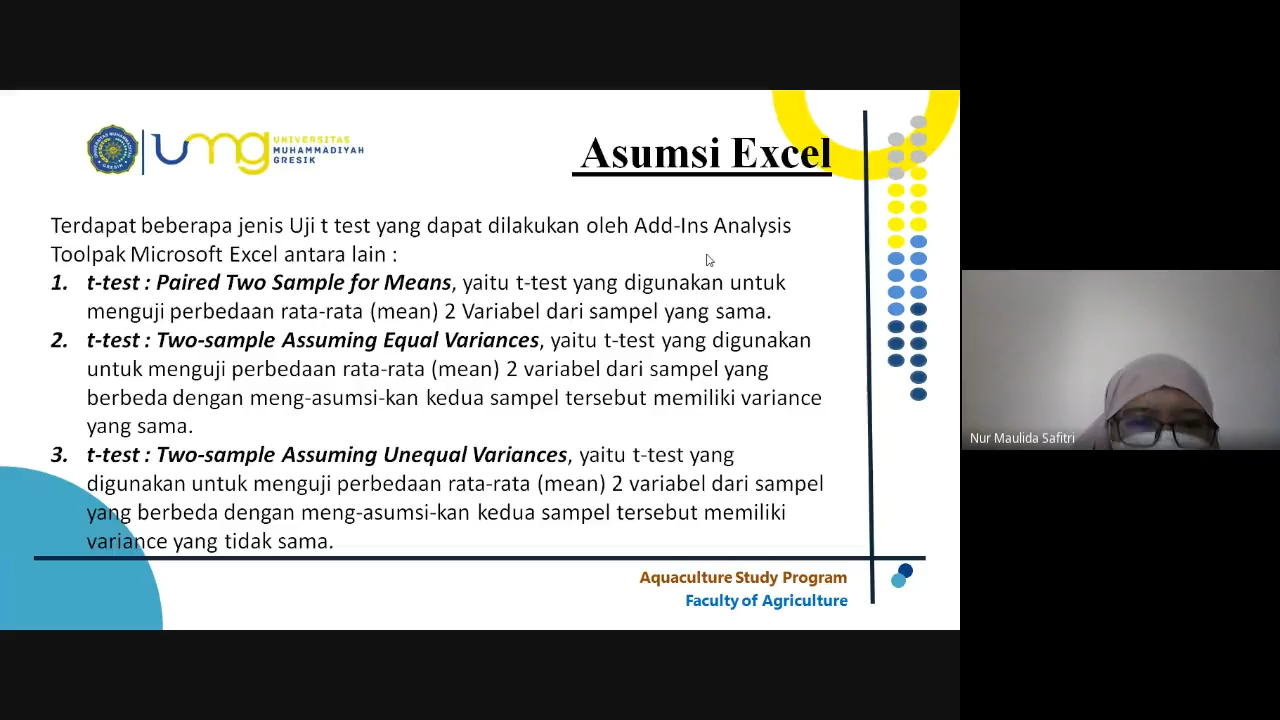 umg UNIVERSITAS
MUHAMMADIYAH
GRESIK
Asumsi Excel
Terdapat beberapa jenis Uji t test yang dapat dilakukan oleh Add-Ins Analysis
Toolpak Microsoft Excel antara lain :
1. t-test : Paired Two Sample for Means, yaitu t-test yang digunakan untuk
menguji perbedaan rata-rata (mean) 2 Variabel dari sampel yang sama.
2. t-test : Two-sample Assuming Equal Variances, yaitu t-test yang digunakan
untuk menguji perbedaan rata-rata (mean) 2 variabel dari sampel yang
berbeda dengan meng-asumsi-kan kedua sampel tersebut memiliki variance
yang sama.
3. t-test : Two-sample Assuming Unequal Variances, yaitu t-test yang
digunakan untuk menguji perbedaan rata-rata (mean) 2 variabel dari sampel
yang berbeda dengan meng-asumsi-kan kedua sampel tersebut memiliki
variance yang tidak sama.
Aquaculture Study Program
Faculty of Agriculture
Nur Maulida Safitri